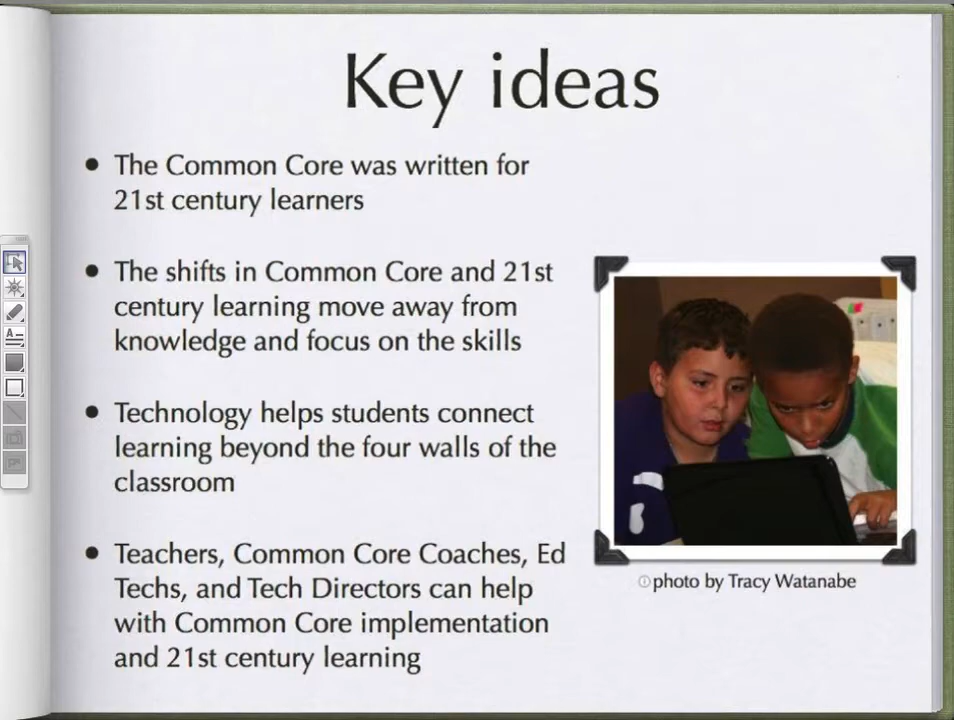 Key ideas
• The Common Core was written for
21st century learners
• The shifts in Common Core and 21st
century learning move away from
knowledge and focus on the skills
• Technology helps students connect
learning beyond the four walls of the
classroom
• Teachers, Common Core Coaches, Ed
Techs, and Tech Directors can help
with Common Core implementation
and 21st century learning
photo by Tracy Watanabe